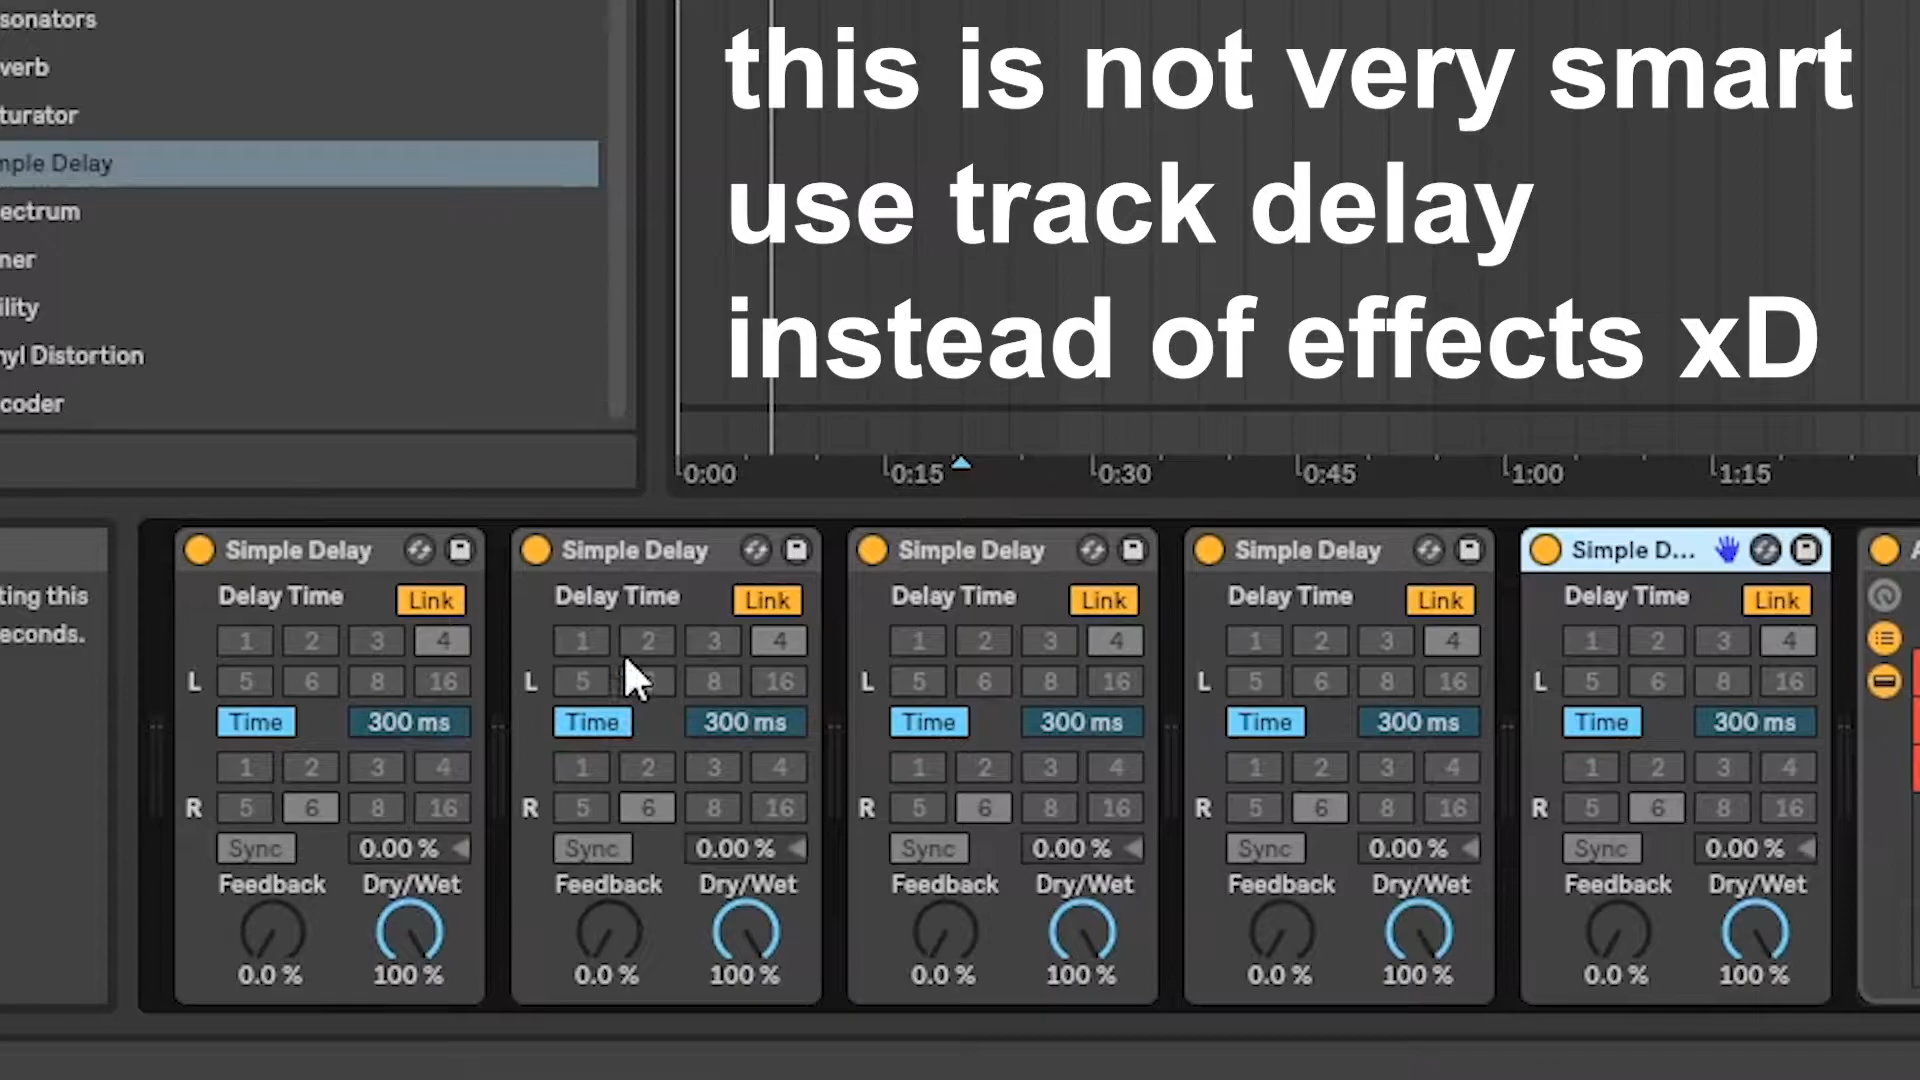 this is not very smart
use track delay
instead of effects xD
sonators
verb
turator
mple Delay
ectrum
ner
ility
nyl Distortion
coder
0:00 0:15 0:30 0:45 1:00 1:15
ting this
econds.
Simple Delay
Delay Time Link
1 2 3 4
L 5 6 8 16
Time 300 ms
1 2 3 4
R 5 6 8 16
Sync 0.00 %
Feedback Dry/Wet
0.0 % 100 %
Simple Delay
Delay Time Link
1 2 3 4
L 5 8 16
Time 300 ms
1 2 3 4
R 5 6 8 16
Sync 0.00 %
Feedback Dry/Wet
0.0 % 100 %
Simple Delay
Delay Time Link
1 2 3 4
L 5 6 8 16
Time 300 ms
1 2 3 4
R 5 6 8 16
Sync 0.00 %
Feedback Dry/Wet
0.0 % 100 %
Simple Delay
Delay Time Link
1 2 3 4
L 5 6 8 16
Time 300 ms
1 2 3 4
R 5 6 8 16
Sync 0.00 %
Feedback Dry/Wet
0.0 % 100 %
Simple D...
Delay Time Link
1 2 3 4
L 5 6 8 16
Time 300 ms
1 2 3 4
R 5 6 8 16
Sync 0.00 %
Feedback Dry/Wet
0.0 % 100 %